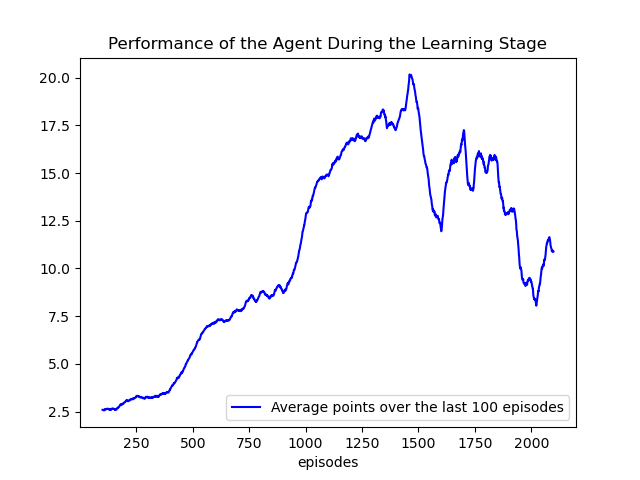 Performance of the Agent During the Learning Stage
20.0
17.5
15.0
12.5
10.0
7.5
5.0
2.5
Average points over the last 100 episodes
250 500 750 1000 1250 1500 1750 2000
episodes